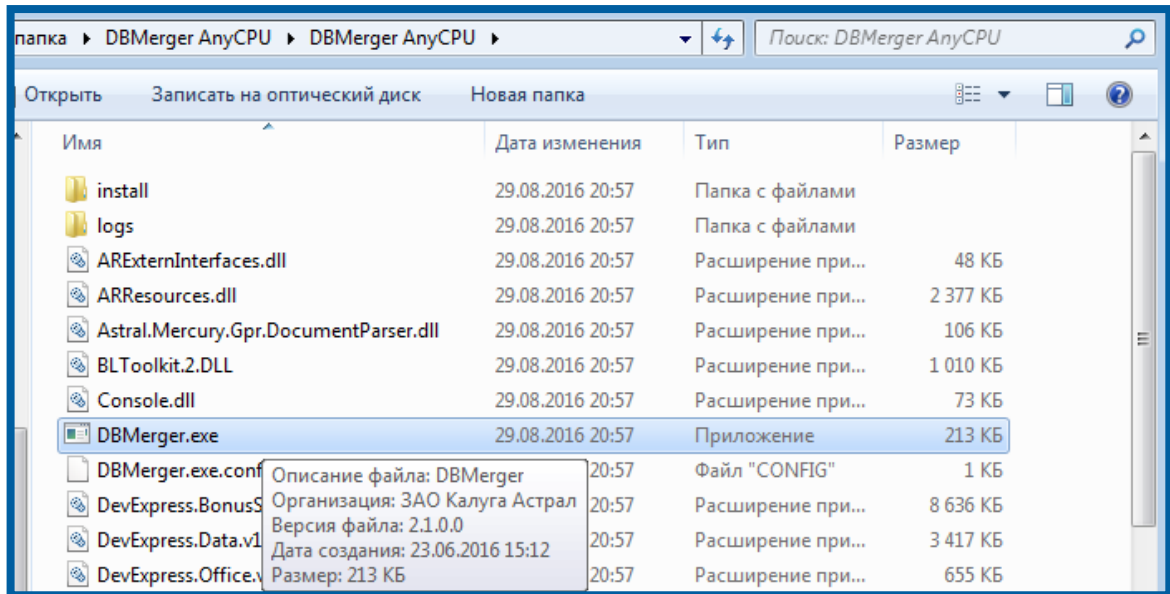 папка ▸ DBMerger AnyCPU ▸ DBMerger AnyCPU ▸ Поиск: DBMerger AnyCPU
Открыть Записать на оптический диск Новая папка
Имя Дата изменения Тип Размер
install 29.08.2016 20:57 Папка с файлами
logs 29.08.2016 20:57 Папка с файлами
ARExternInterfaces.dll 29.08.2016 20:57 Расширение при... 48 КБ
ARResources.dll 29.08.2016 20:57 Расширение при... 2 377 КБ
Astral.Mercury.Gpr.DocumentParser.dll 29.08.2016 20:57 Расширение при... 106 КБ
BLToolkit.2.DLL 29.08.2016 20:57 Расширение при... 1 010 КБ
Console.dll 29.08.2016 20:57 Расширение при... 73 КБ
DBMerger.exe 29.08.2016 20:57 Приложение 213 КБ
DBMerger.exe.conf 20:57 Файл "CONFIG" 1 КБ
DevExpress.BonusS 20:57 Расширение при... 8 636 КБ
DevExpress.Data.v1 20:57 Расширение при... 3 417 КБ
DevExpress.Office.v 20:57 Расширение при... 655 КБ
Описание файла: DBMerger
Организация: ЗАО Калуга Астрал
Версия файла: 2.1.0.0
Дата создания: 23.06.2016 15:12
Размер: 213 КБ